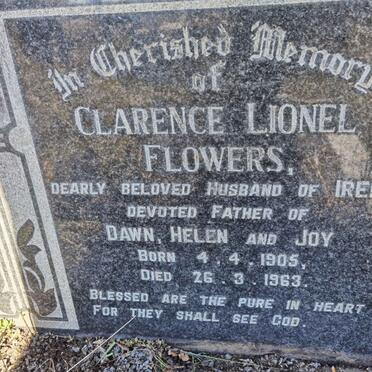 In Cherished Memory
of
CLARENCE LIONEL
FLOWERS,
DEARLY BELOVED HUSBAND OF
DEVOTED FATHER OF
DAWN, HELEN AND JOY
BORN 4.4.1905,
DIED 26.3.1963.
BLESSED ARE THE PURE IN HEART
FOR THEY SHALL SEE GOD.